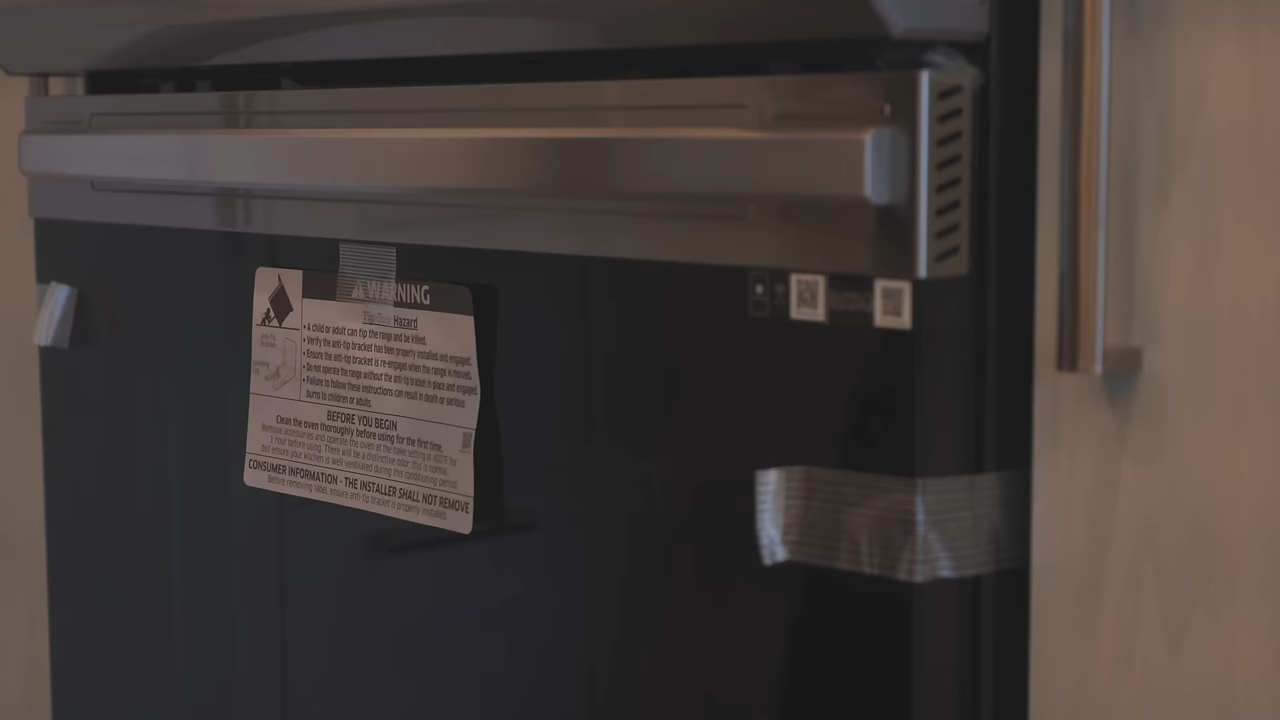 WARNING
Tip-Over Hazard
• A child or adult can tip the range and be killed.
• Verify the anti-tip bracket has been properly installed and engaged.
• Ensure the anti-tip bracket is re-engaged when the range is moved.
• Do not operate the range without the anti-tip bracket in place and engaged.
• Failure to follow these instructions can result in death or serious
burns to children or adults.
Anti-Tip
Bracket
Leveling
Leg
BEFORE YOU BEGIN
Clean the oven thoroughly before using for the first time.
Remove accessories and operate the oven at the bake setting at 400°F for
1 hour before using. There will be a distinctive odor, this is normal,
but ensure your kitchen is well ventilated during this conditioning period.
CONSUMER INFORMATION - THE INSTALLER SHALL NOT REMOVE
Before removing label, ensure anti-tip bracket is properly installed.